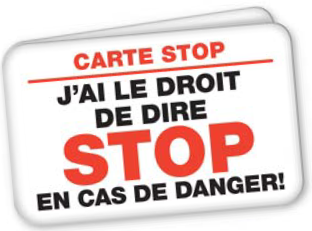 CARTE STOP
J'AI LE DROIT
DE DIRE
STOP
EN CAS DE DANGER!